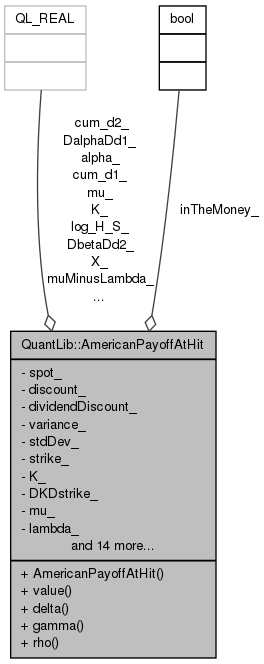 QL_REAL
bool
cum_d2_
DalphaDd1_
alpha_
cum_d1_
mu_
K_
log_H_S_
DbetaDd2_
X_
muMinusLambda_
...
inTheMoney_
QuantLib::AmericanPayoffAtHit
- spot_
- discount_
- dividendDiscount_
- variance_
- stdDev_
- strike_
- K_
- DKDstrike_
- mu_
- lambda_
and 14 more...
+ AmericanPayoffAtHit()
+ value()
+ delta()
+ gamma()
+ rho()